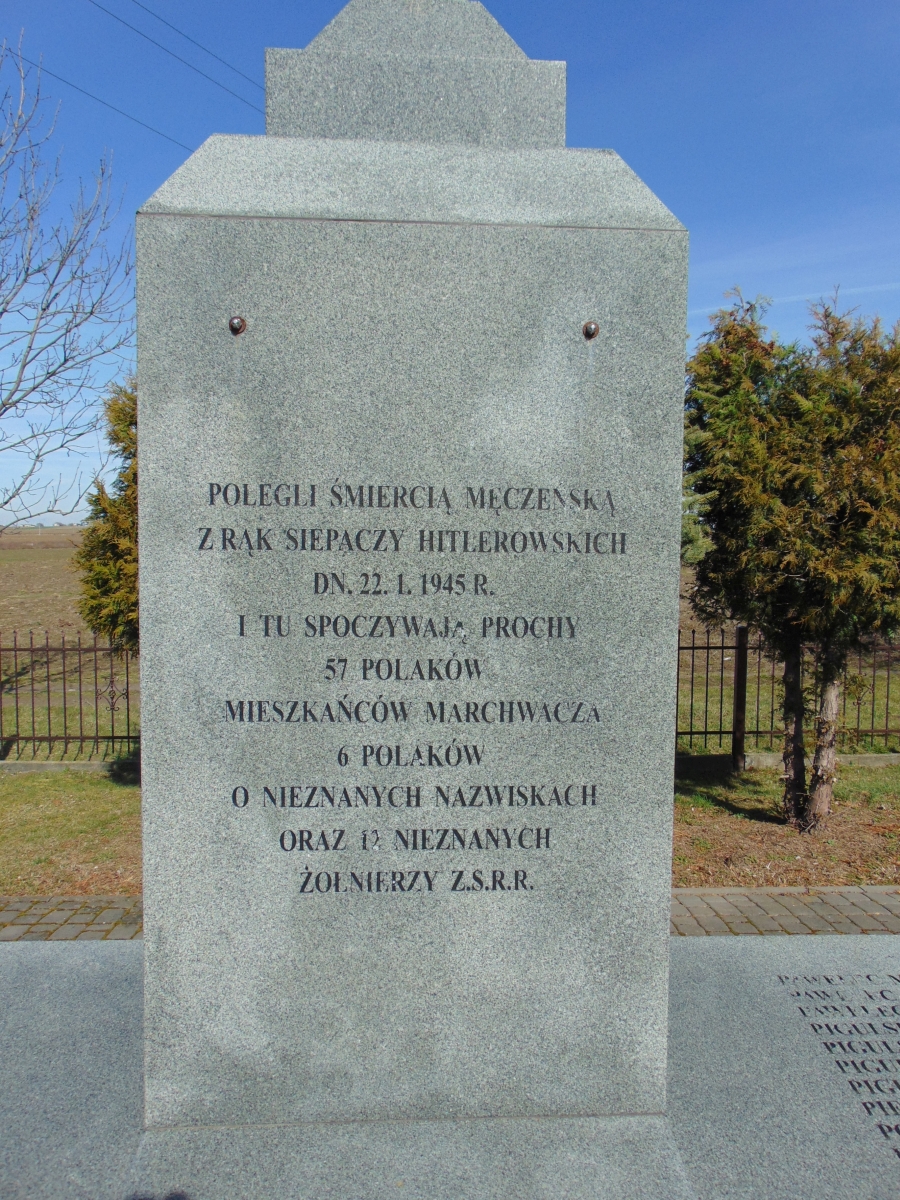 POLEGLI ŚMIERCIĄ MĘCZEŃSKĄ
Z RĄK SIEPACZY HITLEROWSKICH
DN. 22. I. 1945 R.
I TU SPOCZYWAJĄ PROCHY
57 POLAKÓW
MIESZKAŃCÓW MARCHWACZA
6 POLAKÓW
O NIEZNANYCH NAZWISKACH
ORAZ 12 NIEZNANYCH
ŻOŁNIERZY Z.S.R.R.